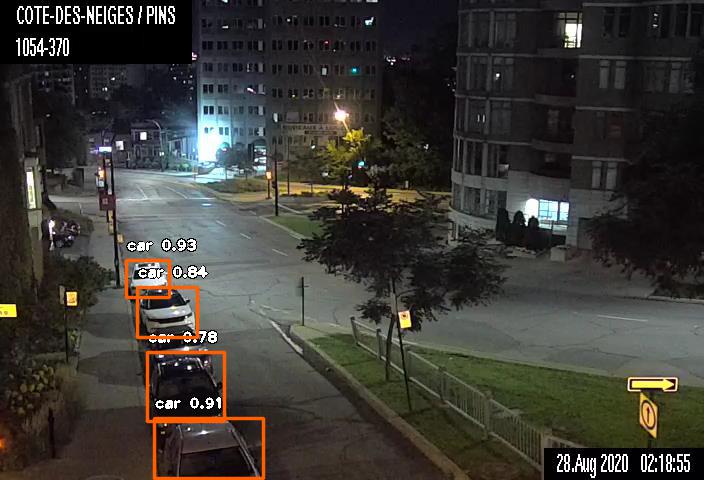 COTE-DES-NEIGES / PINS
1054-370
car 0.93
car 0.84
car 0.78
car 0.91
28.Aug 2020 02:18:55